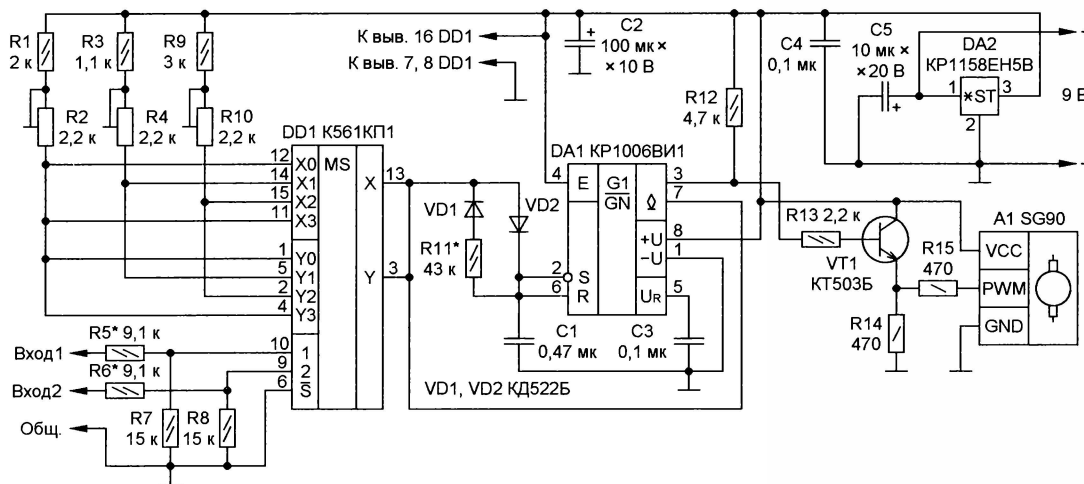 R1
2 к
R3
1,1 к
R9
3 к
R2
2,2 к
R4
2,2 к
R10
2,2 к
К выв. 16 DD1
К выв. 7, 8 DD1
C2
100 мк ×
× 10 В
R12
4,7 к
C4
0,1 мк
C5
10 мк ×
× 20 В
DA2
КР1158ЕН5В
1
∗ST
3
2
9 В
DD1 К561КП1
12
X0
MS
X
13
14
X1
15
X2
11
X3
1
Y0
5
Y1
Y
3
2
Y2
4
Y3
10
1
9
2
6
S
R5* 9,1 к
Вход1
R6* 9,1 к
Вход2
Общ.
R7
15 к
R8
15 к
VD1
VD2
R11*
43 к
DA1 КР1006ВИ1
4
E
G1
GN
3
7
+U
8
–U
1
2
S
6
R
UR
5
C1
0,47 мк
C3
0,1 мк
VD1, VD2 КД522Б
R13 2,2 к
VT1
КТ503Б
R14
470
R15
470
A1 SG90
VCC
PWM
GND